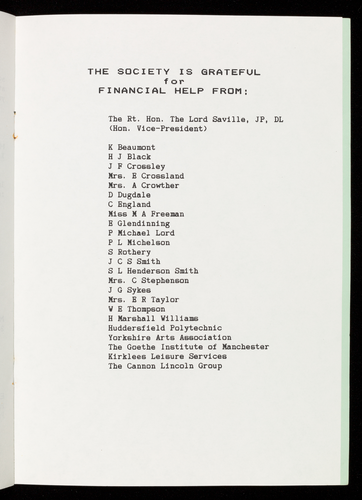 THE SOCIETY IS GRATEFUL
for
FINANCIAL HELP FROM:
The Rt. Hon. The Lord Saville, JP, DL
(Hon. Vice-President)
K Beaumont
H J Black
J F Crossley
Mrs. E Crossland
Mrs. A Crowther
D Dugdale
C England
Miss M A Freeman
E Glendinning
P Michael Lord
P L Michelson
S Rothery
J C S Smith
S L Henderson Smith
Mrs. C Stephenson
J G Sykes
Mrs. E R Taylor
W E Thompson
H Marshall Williams
Huddersfield Polytechnic
Yorkshire Arts Association
The Goethe Institute of Manchester
Kirklees Leisure Services
The Cannon Lincoln Group